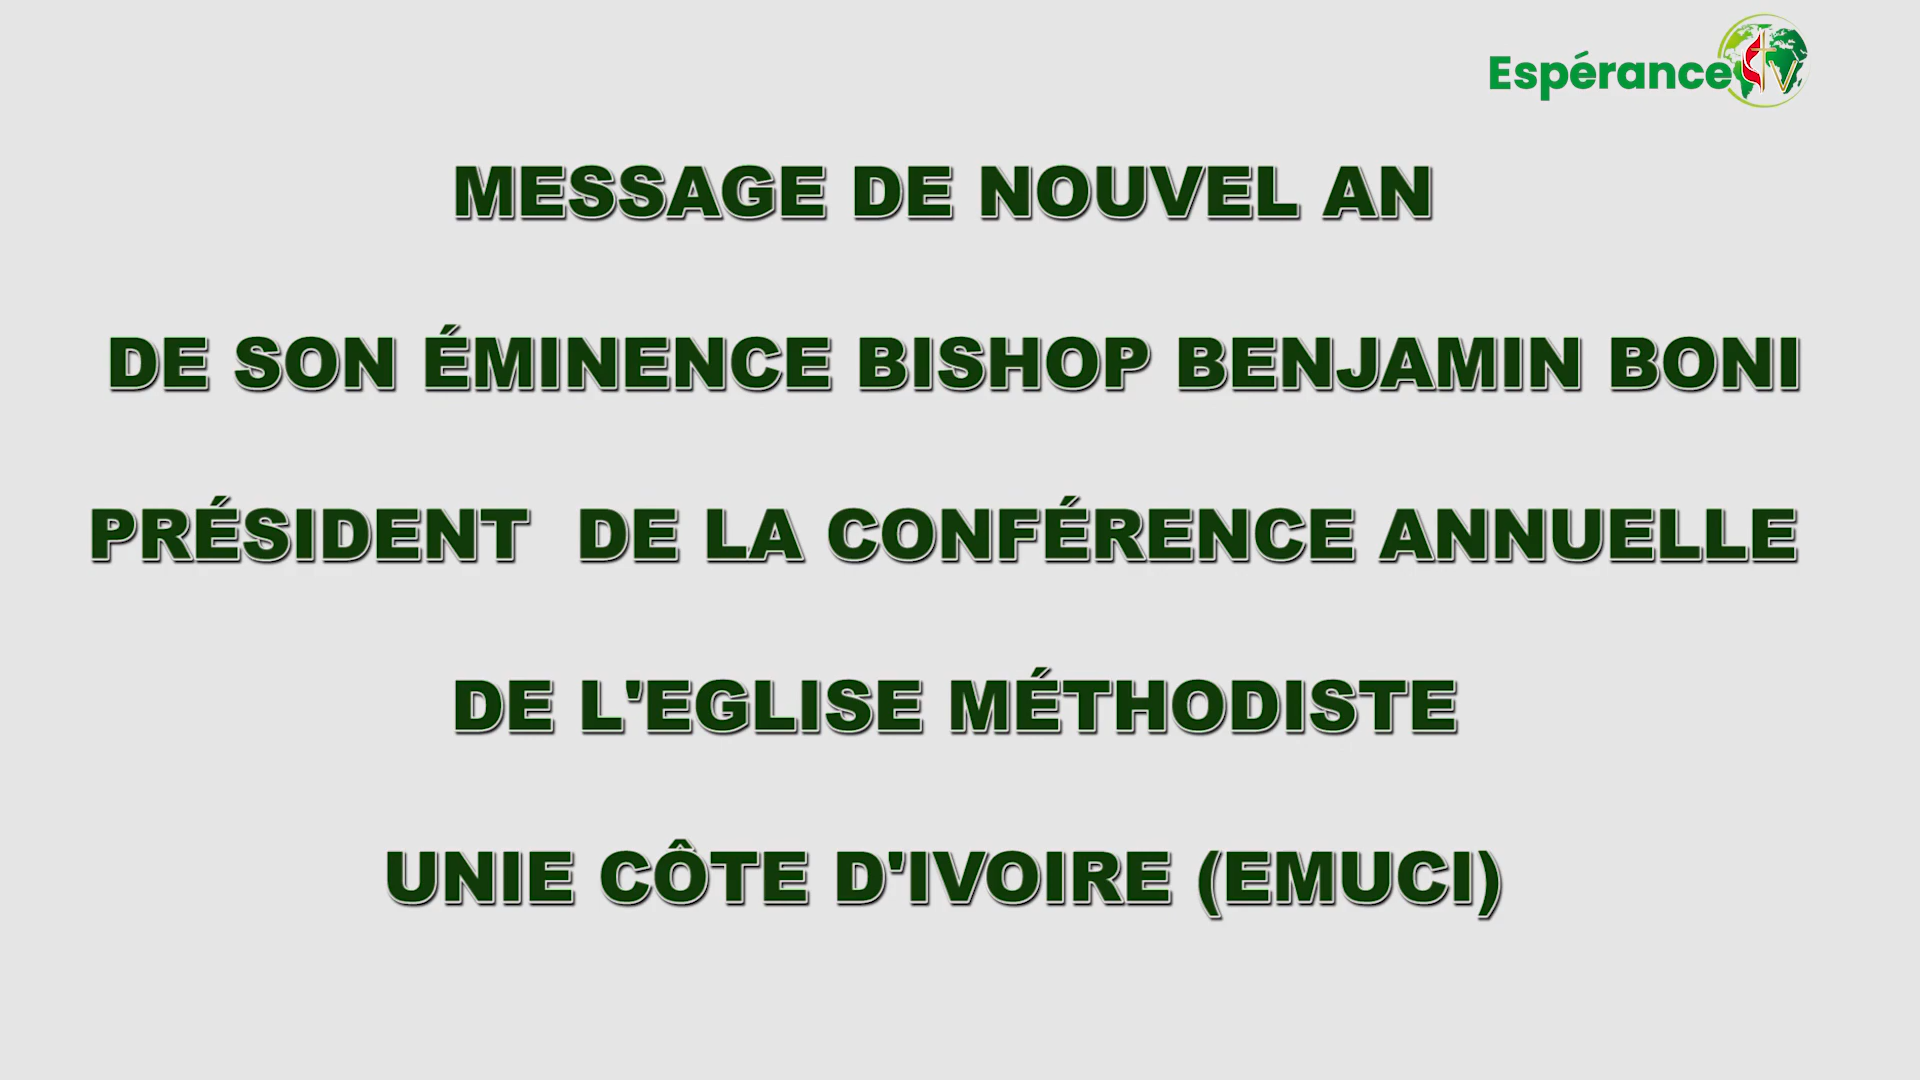 Espérance TV
MESSAGE DE NOUVEL AN
DE SON ÉMINENCE BISHOP BENJAMIN BONI
PRÉSIDENT DE LA CONFÉRENCE ANNUELLE
DE L'EGLISE MÉTHODISTE
UNIE CÔTE D'IVOIRE (EMUCI)